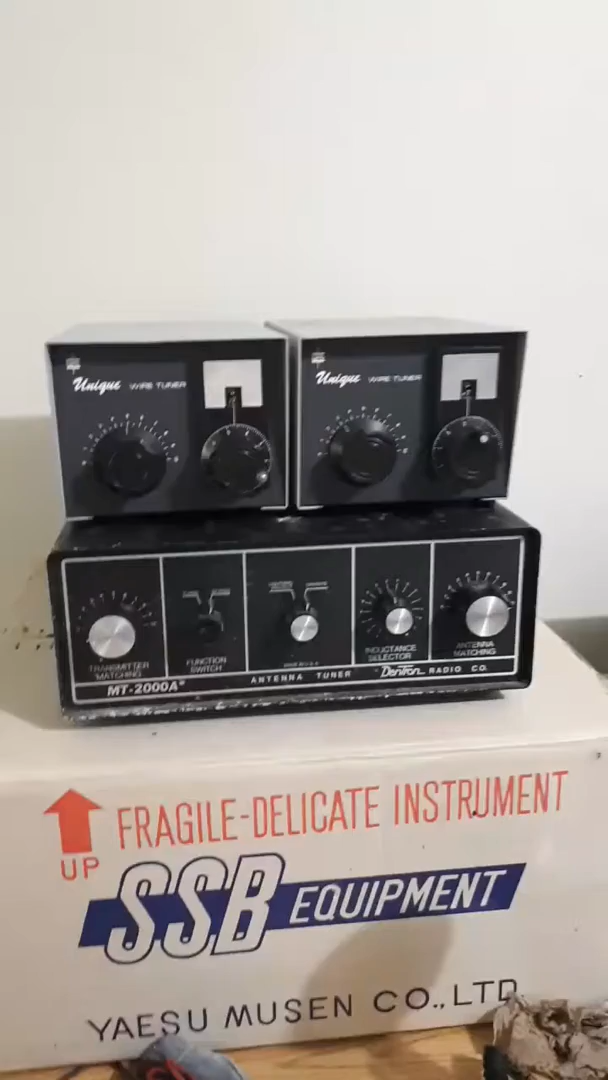 Unique WIRE TUNER
Unique WIRE TUNER
TRANSMITTER
MATCHING
FUNCTION
SWITCH
INDUCTANCE
SELECTOR
ANTENNA
MATCHING
MT-2000A
ANTENNA TUNER
DenTron RADIO CO.
FRAGILE-DELICATE INSTRUMENT
UP
SSB EQUIPMENT
YAESU MUSEN CO., LTD